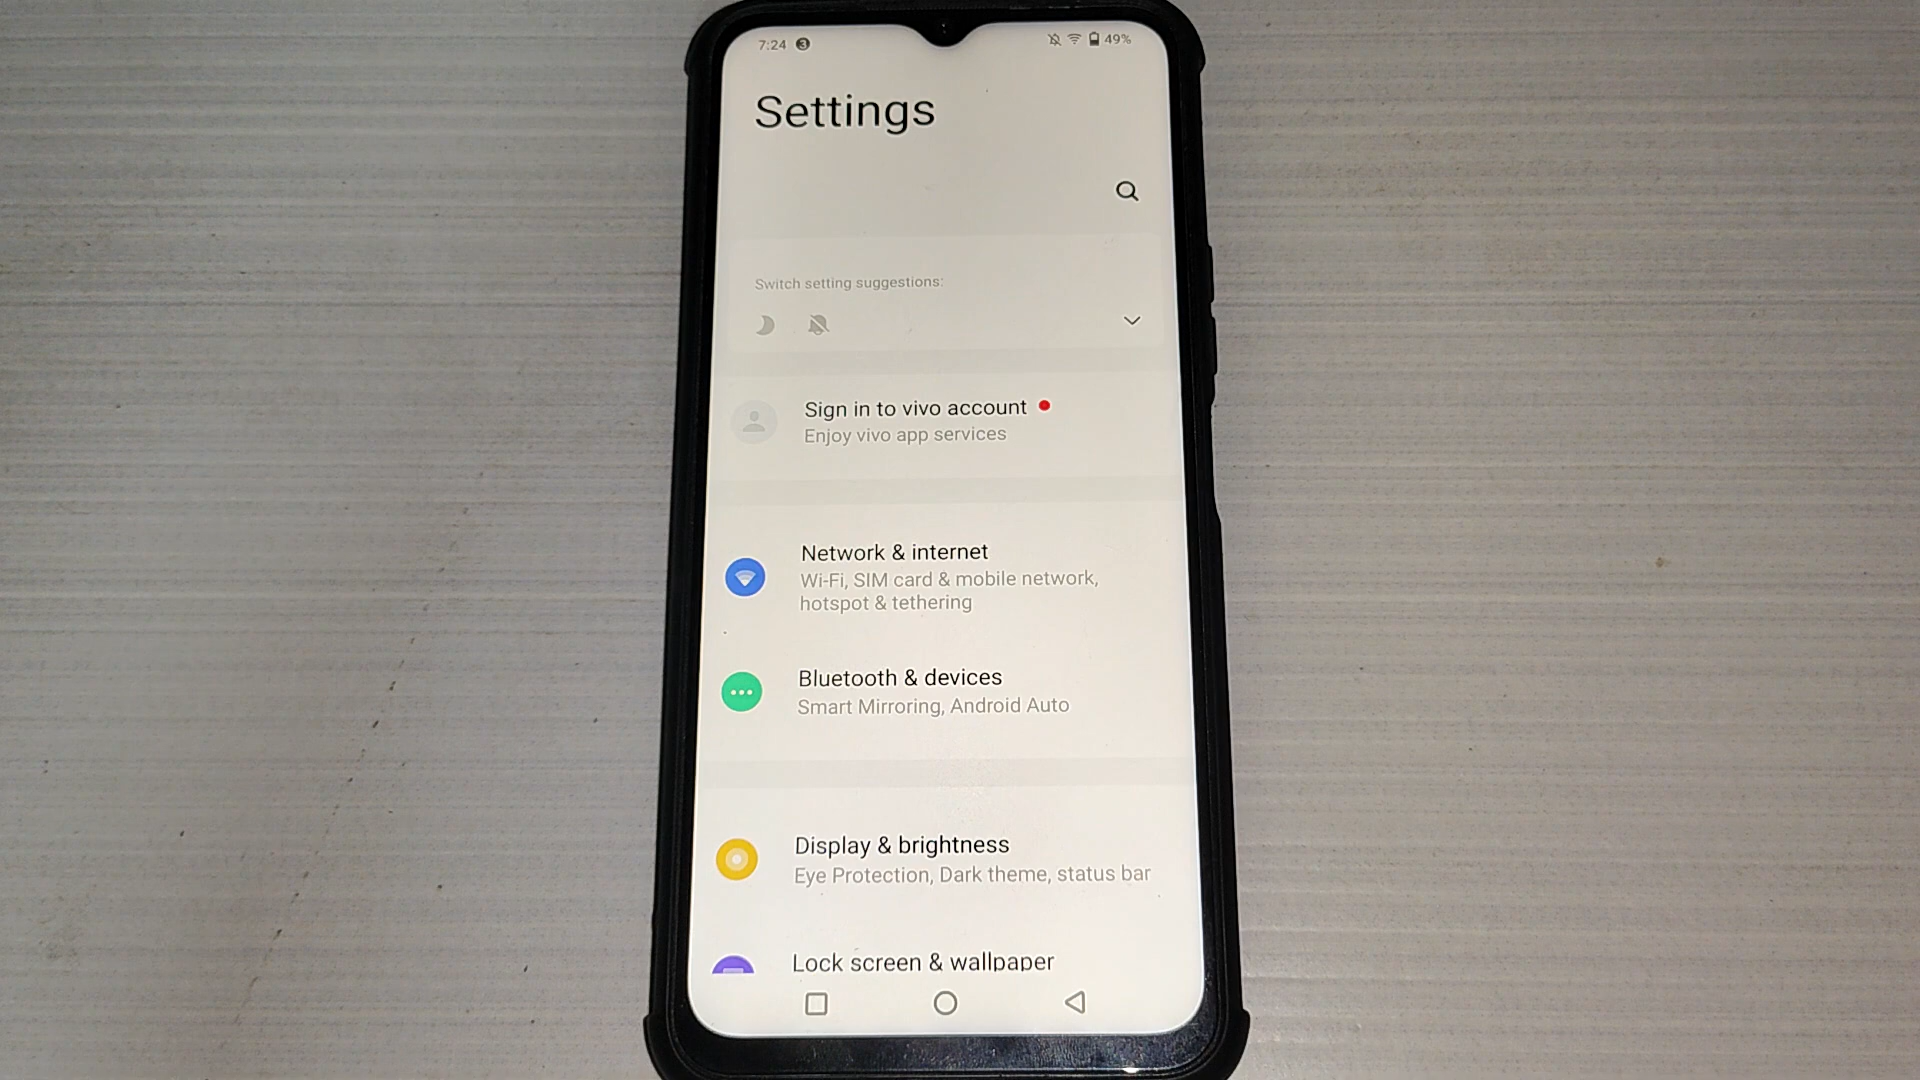 7:24 3 49%
Settings
Switch setting suggestions:
Sign in to vivo account
Enjoy vivo app services
Network & internet
Wi-Fi, SIM card & mobile network,
hotspot & tethering
Bluetooth & devices
Smart Mirroring, Android Auto
Display & brightness
Eye Protection, Dark theme, status bar
Lock screen & wallpaper